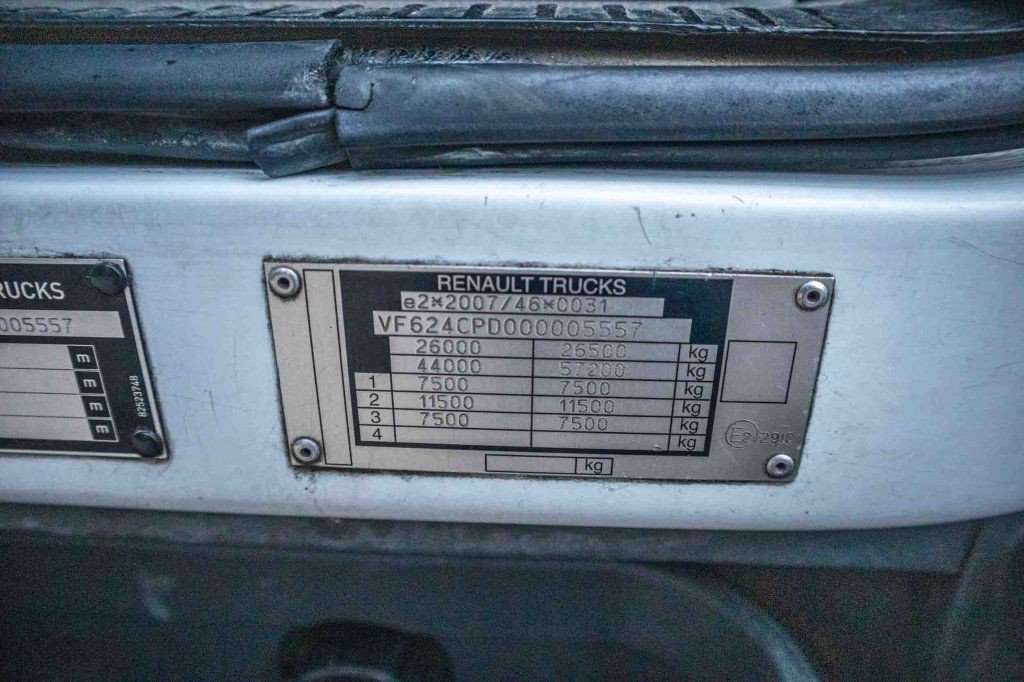 RUCKS
005557
m
m
m
m
82523748
RENAULT TRUCKS
e2*2007/46*0031
VF624CPD000005557
26000 26500 kg
44000 57200 kg
1 7500 7500 kg
2 11500 11500 kg
3 7500 7500 kg
4 kg
kg
E2